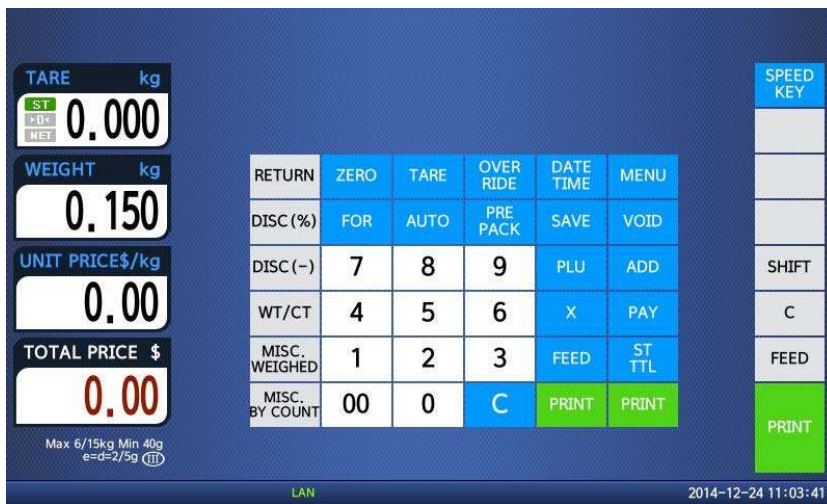 TARE kg
ST
→0←
NET
0.000
WEIGHT kg
0.150
UNIT PRICE$/kg
0.00
TOTAL PRICE $
0.00
Max 6/15kg Min 40g
e=d=2/5g III
RETURN ZERO TARE OVER RIDE DATE TIME MENU
DISC(%) FOR AUTO PRE PACK SAVE VOID
DISC(-) 7 8 9 PLU ADD
WT/CT 4 5 6 X PAY
MISC. WEIGHED 1 2 3 FEED ST TTL
MISC. BY COUNT 00 0 C PRINT PRINT
SPEED
KEY
SHIFT
C
FEED
PRINT
LAN
2014-12-24 11:03:41